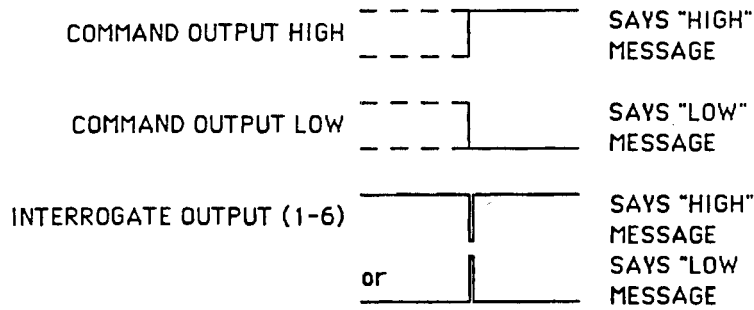 COMMAND OUTPUT HIGH
SAYS "HIGH"
MESSAGE
COMMAND OUTPUT LOW
SAYS "LOW"
MESSAGE
INTERROGATE OUTPUT (1-6)
SAYS "HIGH"
MESSAGE
or
SAYS "LOW
MESSAGE